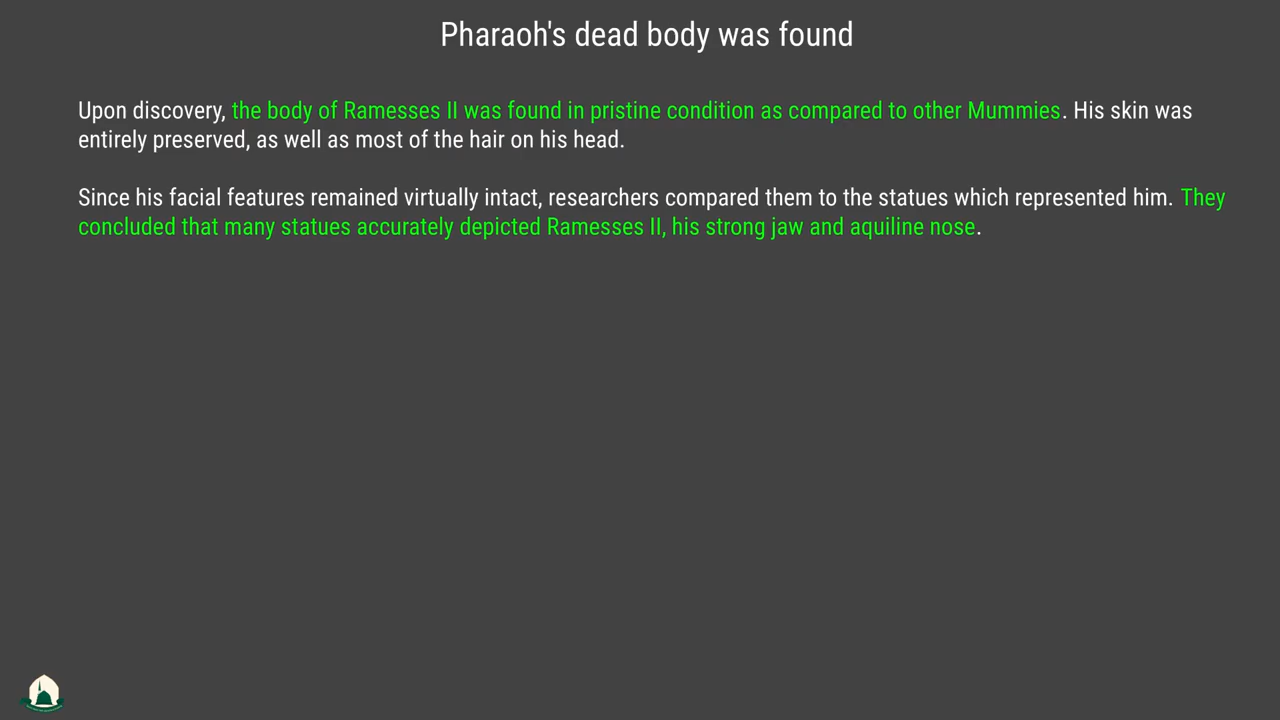 Pharaoh's dead body was found
Upon discovery, the body of Ramesses II was found in pristine condition as compared to other Mummies. His skin was
entirely preserved, as well as most of the hair on his head.
Since his facial features remained virtually intact, researchers compared them to the statues which represented him. They
concluded that many statues accurately depicted Ramesses II, his strong jaw and aquiline nose.